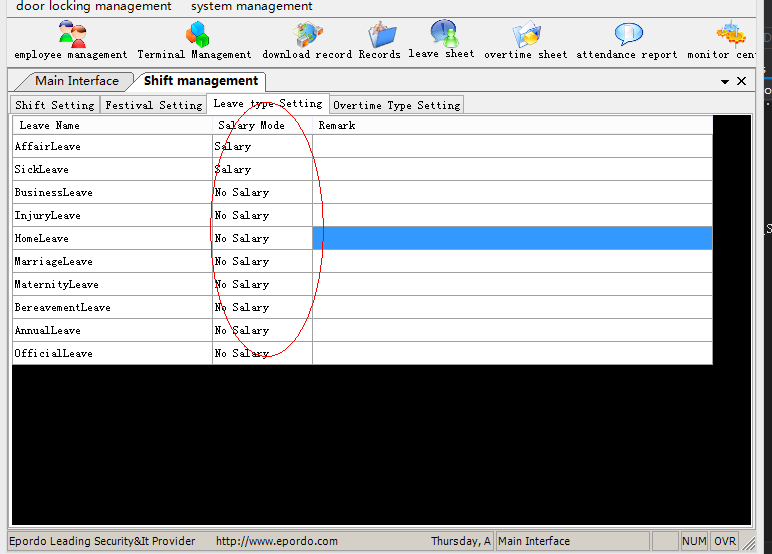 door locking management system management
employee management Terminal Management download record Records leave sheet overtime sheet attendance report monitor cen
Main Interface Shift management
Shift Setting Festival Setting Leave type Setting Overtime Type Setting
Leave Name Salary Mode Remark
AffairLeave Salary
SickLeave Salary
BusinessLeave No Salary
InjuryLeave No Salary
HomeLeave No Salary
MarriageLeave No Salary
MaternityLeave No Salary
BereavementLeave No Salary
AnnualLeave No Salary
OfficialLeave No Salary
Epordo Leading Security&It Provider http://www.epordo.com Thursday, A Main Interface NUM OVR